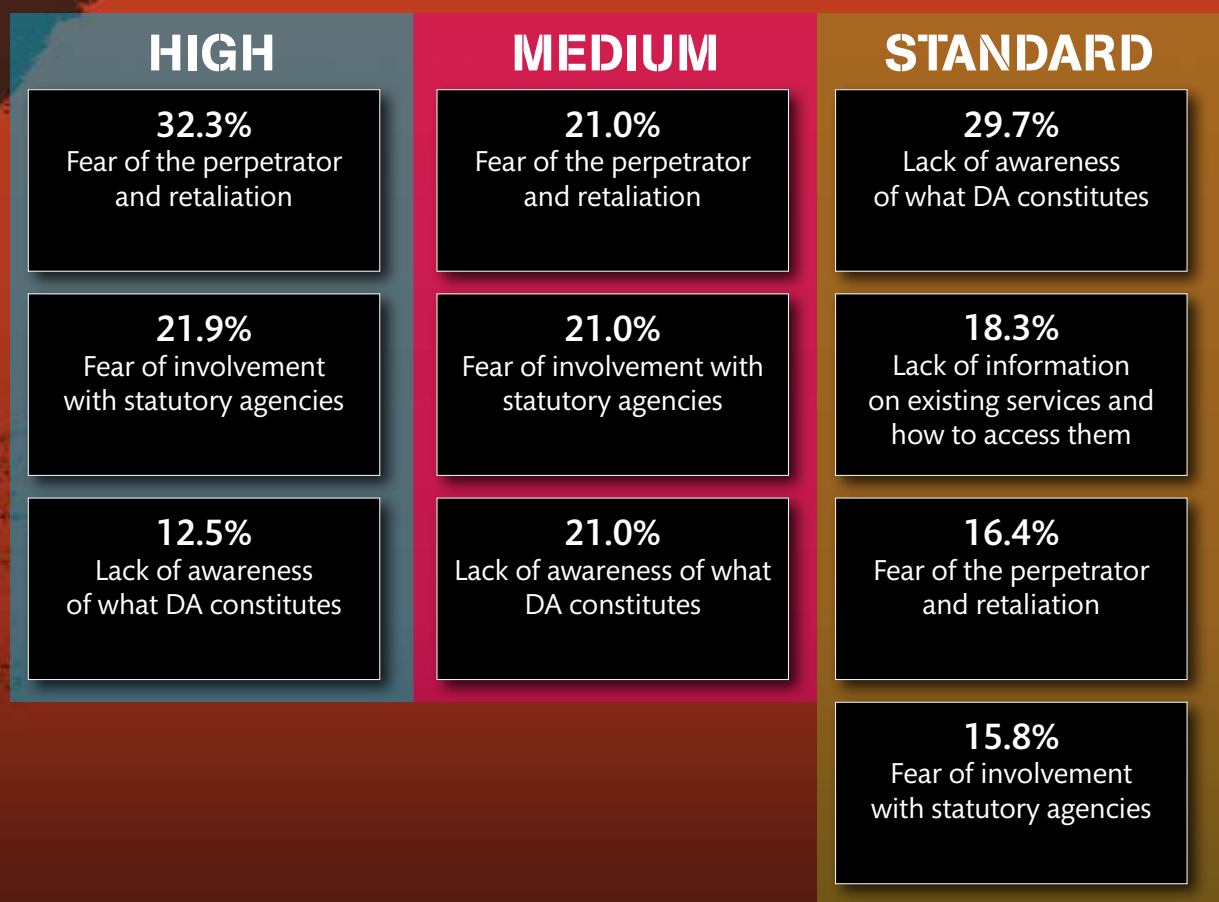 HIGH
32.3%
Fear of the perpetrator
and retaliation
21.9%
Fear of involvement
with statutory agencies
12.5%
Lack of awareness
of what DA constitutes
MEDIUM
21.0%
Fear of the perpetrator
and retaliation
21.0%
Fear of involvement with
statutory agencies
21.0%
Lack of awareness of what
DA constitutes
STANDARD
29.7%
Lack of awareness
of what DA constitutes
18.3%
Lack of information
on existing services and
how to access them
16.4%
Fear of the perpetrator
and retaliation
15.8%
Fear of involvement
with statutory agencies